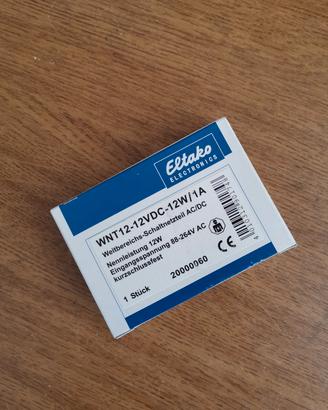 Eltako
ELECTRONICS
WNT12-12VDC-12W/1A
Weitbereichs-Schaltnetzteil AC/DC
Nennleistung 12W
Eingangsspannung 88-264V AC
kurzschlussfest
1 Stück
20000060
CE